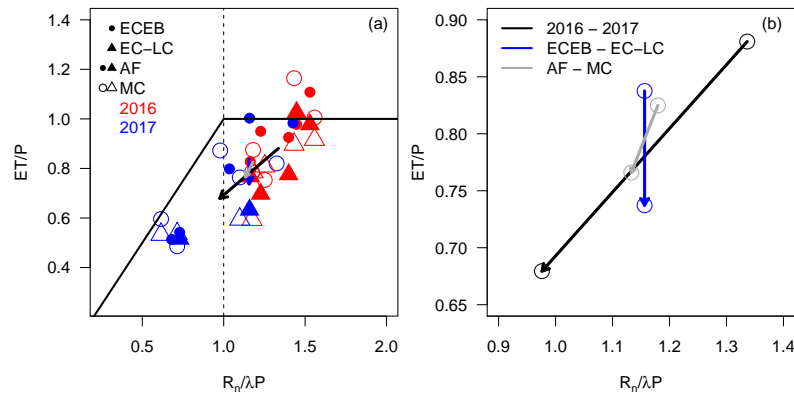 (a)
ECEB
EC−LC
AF
MC
2016
2017
1.4
1.2
1.0
0.8
0.6
0.4
ET/P
0.5
1.0
1.5
2.0
Rn/λP
(b)
2016 − 2017
ECEB − EC−LC
AF − MC
0.90
0.85
0.80
0.75
0.70
0.65
ET/P
0.9
1.0
1.1
1.2
1.3
1.4
Rn/λP